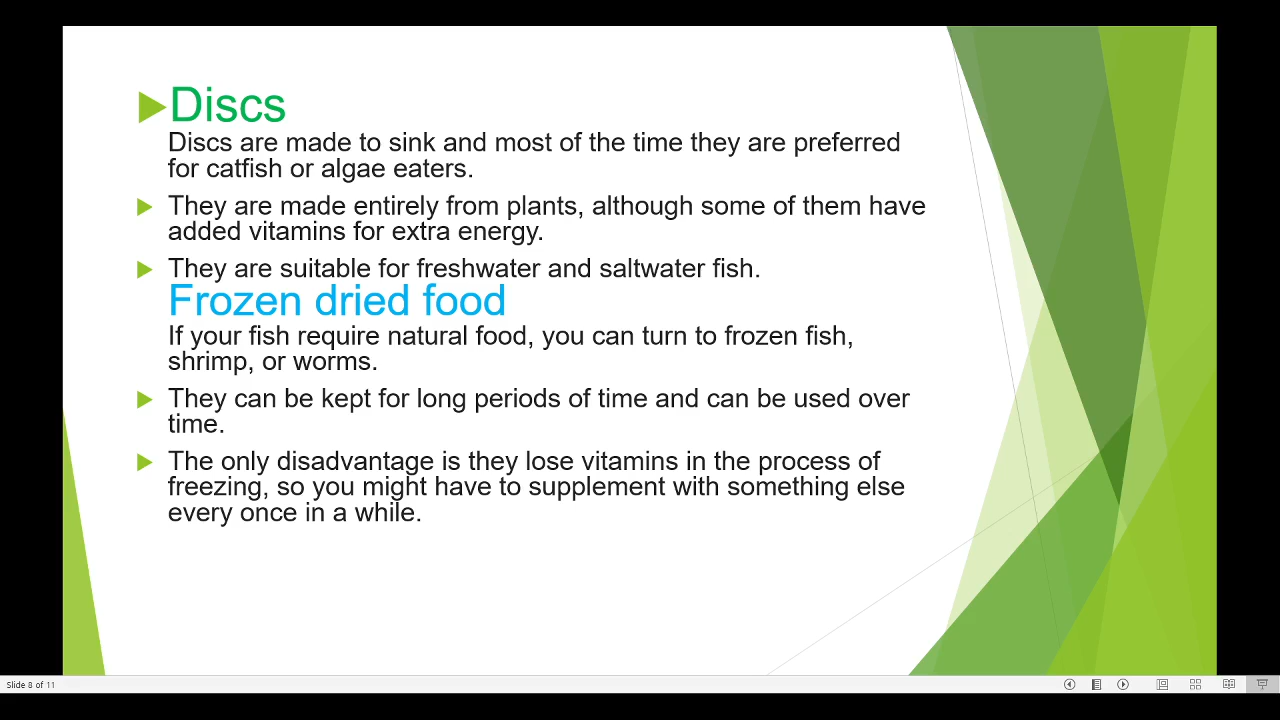 Discs
Discs are made to sink and most of the time they are preferred
for catfish or algae eaters.
They are made entirely from plants, although some of them have
added vitamins for extra energy.
They are suitable for freshwater and saltwater fish.
Frozen dried food
If your fish require natural food, you can turn to frozen fish,
shrimp, or worms.
They can be kept for long periods of time and can be used over
time.
The only disadvantage is they lose vitamins in the process of
freezing, so you might have to supplement with something else
every once in a while.
Slide 8 of 11